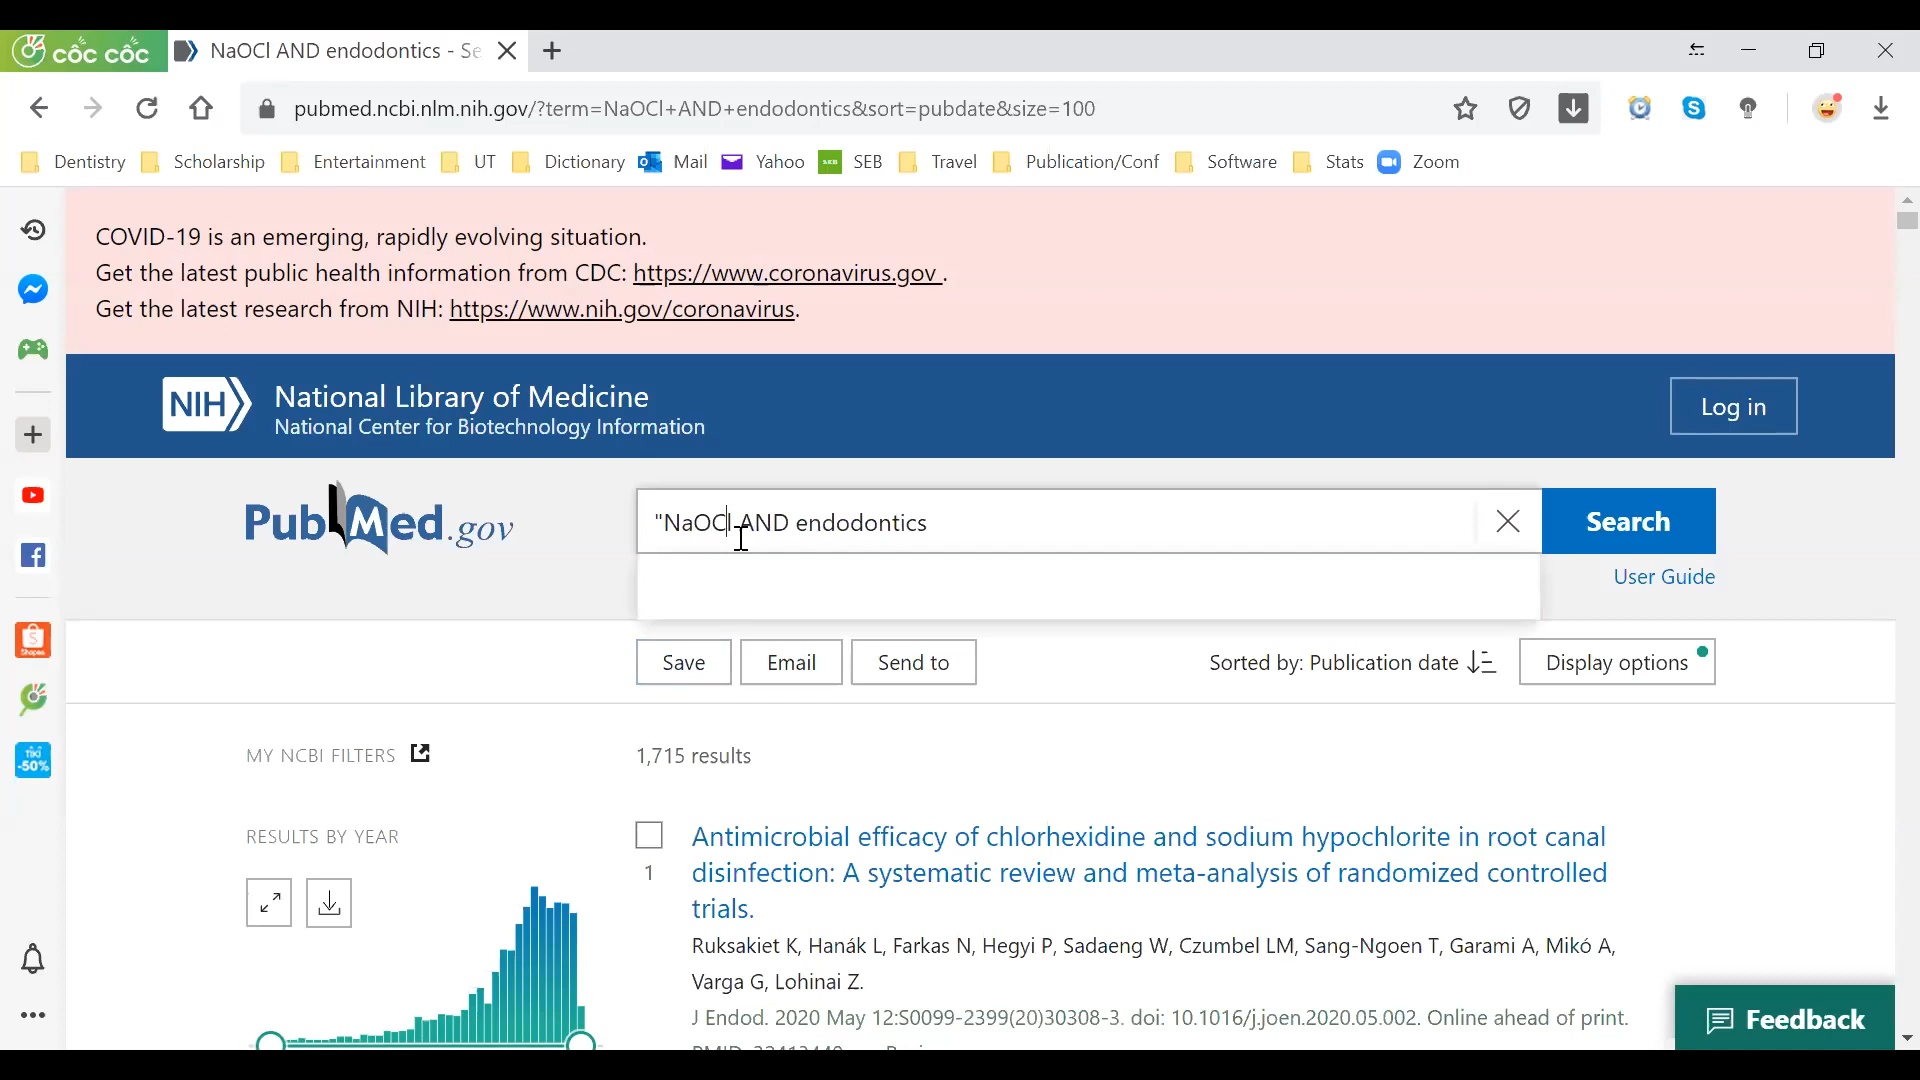 cốc cốc
NaOCl AND endodontics - Se
pubmed.ncbi.nlm.nih.gov/?term=NaOCl+AND+endodontics&sort=pubdate&size=100
Dentistry Scholarship Entertainment UT Dictionary Mail Yahoo SEB SEB Travel Publication/Conf Software Stats Zoom
COVID-19 is an emerging, rapidly evolving situation.
Get the latest public health information from CDC: https://www.coronavirus.gov .
Get the latest research from NIH: https://www.nih.gov/coronavirus.
NIH
National Library of Medicine
National Center for Biotechnology Information
Log in
PubMed.gov
"NaOCl AND endodontics
Search
User Guide
Shopee
Save Email Send to
Sorted by: Publication date
Display options
TIKI
-50%
MY NCBI FILTERS
1,715 results
RESULTS BY YEAR
1
Antimicrobial efficacy of chlorhexidine and sodium hypochlorite in root canal
disinfection: A systematic review and meta-analysis of randomized controlled
trials.
Ruksakiet K, Hanák L, Farkas N, Hegyi P, Sadaeng W, Czumbel LM, Sang-Ngoen T, Garami A, Mikó A,
Varga G, Lohinai Z.
J Endod. 2020 May 12:S0099-2399(20)30308-3. doi: 10.1016/j.joen.2020.05.002. Online ahead of print.
Feedback